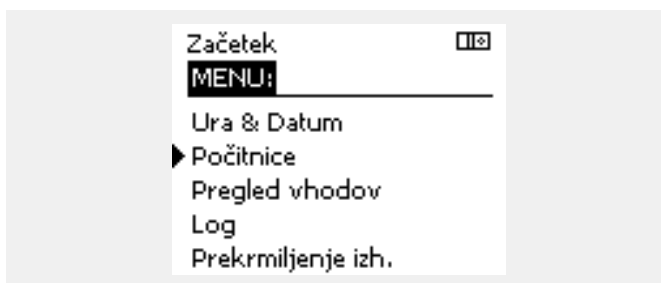 Začetek
MENU:
Ura & Datum
Počitnice
Pregled vhodov
Log
Prekrmiljenje izh.